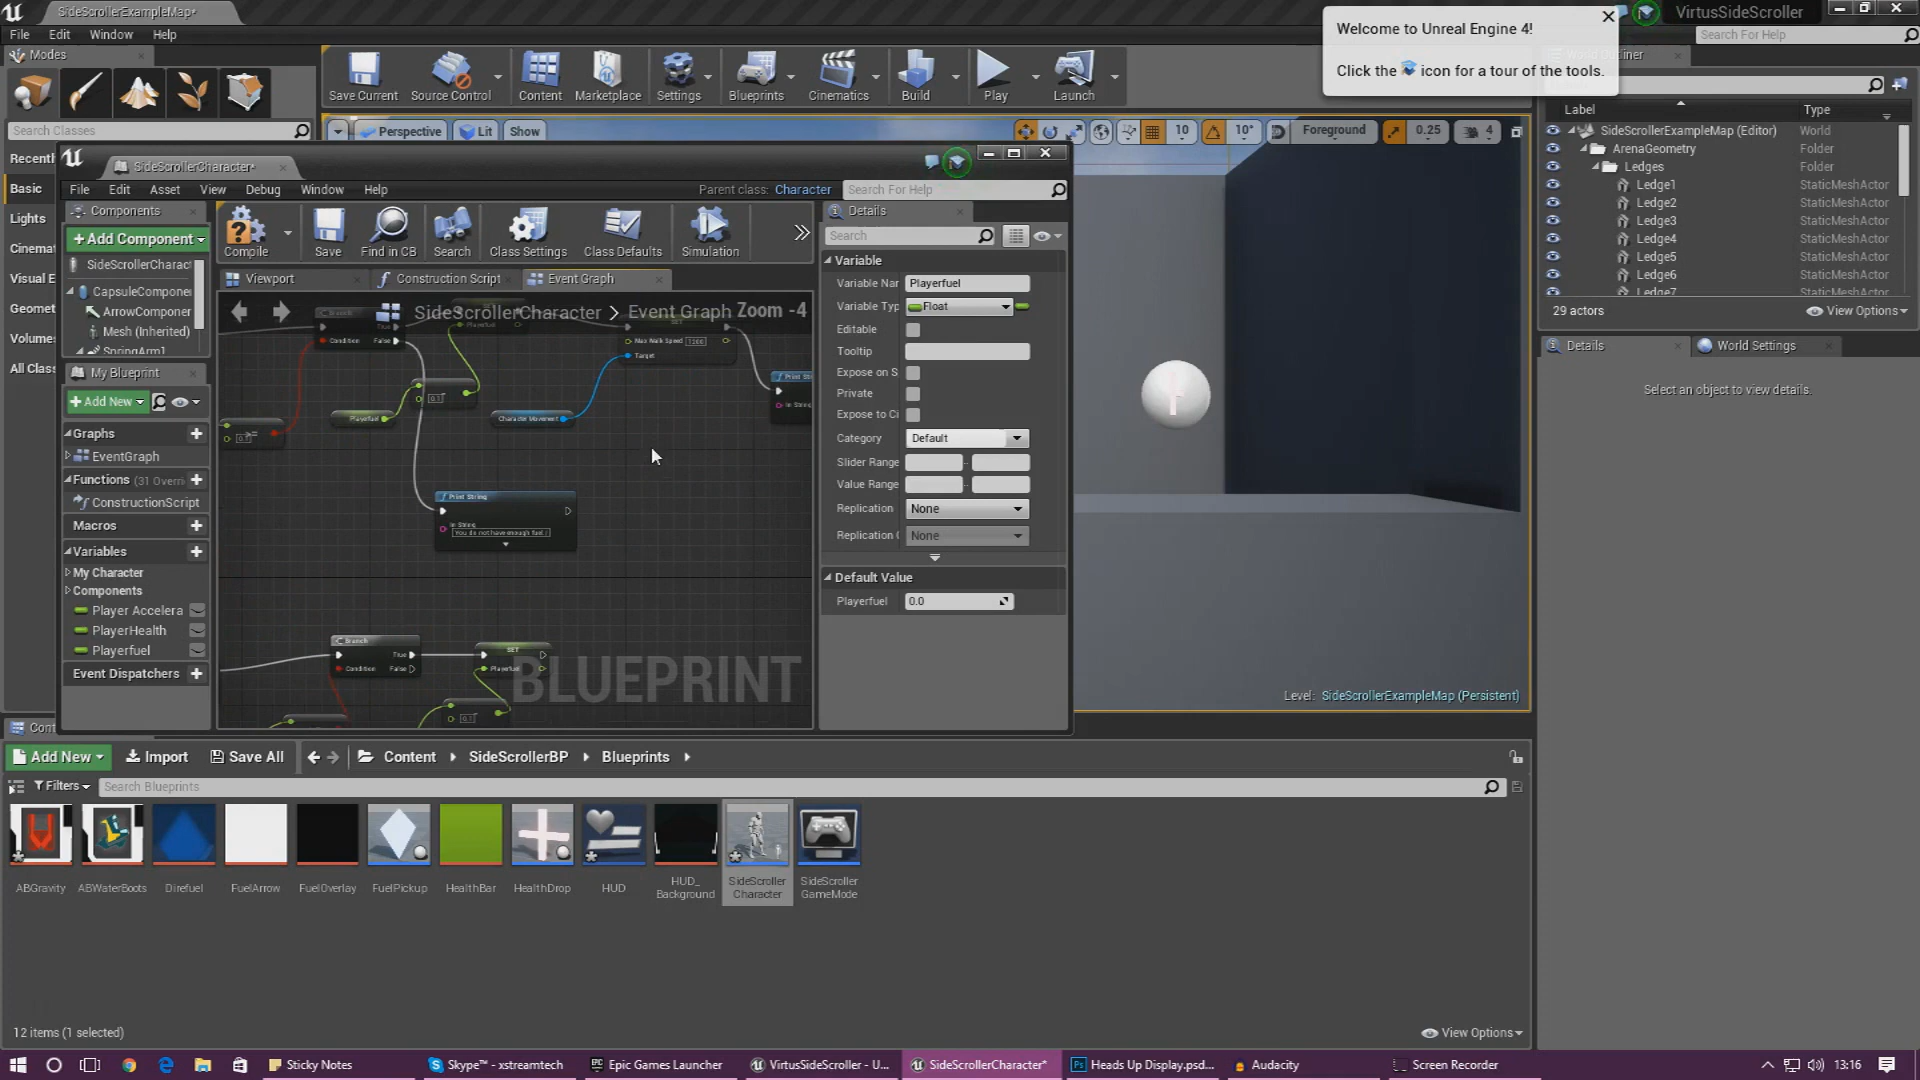 SideScrollerExampleMap*
VirtusSideScroller
File Edit Window Help
Welcome to Unreal Engine 4!
Click the icon for a tour of the tools.
Search For Help
Modes
Save Current
Source Control
Content
Marketplace
Settings
Blueprints
Cinematics
Build
Play
Launch
Search Classes
Recentl
Basic
Lights
Cinemat
Visual E
Geomet
Volume
All Class
Perspective
Lit
Show
10
10°
Foreground
0.25
4
SideScrollerCharacter*
File Edit Asset View Debug Window Help
Parent class: Character
Search For Help
Components
+Add Component
SideScrollerCharact
CapsuleComponen
ArrowComponer
Mesh (Inherited)
SpringArm1
Compile
Save
Find in CB
Search
Class Settings
Class Defaults
Simulation
Viewport
Construction Script
Event Graph
SideScrollerCharacter > Event Graph Zoom -4
Branch
True
Condition False
Playerfuel
SET
Max Walk Speed 1200
Target
0.1
Playerfuel
Character Movement
Print Str
In String
Print String
In String
You do not have enough fuel.
Branch
True
Condition False
SET
Playerfuel
0.1
BLUEPRINT
My Blueprint
+Add New
Graphs
EventGraph
Functions (31 Overri
ConstructionScript
Macros
Variables
My Character
Components
Player Accelera
PlayerHealth
Playerfuel
Event Dispatchers
Details
Search
Variable
Variable Nar Playerfuel
Variable Typ Float
Editable
Tooltip
Expose on S
Private
Expose to Ci
Category Default
Slider Range
Value Range
Replication None
Replication C None
Default Value
Playerfuel 0.0
Level: SideScrollerExampleMap (Persistent)
World Outliner
Label Type
SideScrollerExampleMap (Editor) World
ArenaGeometry Folder
Ledges Folder
Ledge1 StaticMeshActor
Ledge2 StaticMeshActor
Ledge3 StaticMeshActor
Ledge4 StaticMeshActor
Ledge5 StaticMeshActor
Ledge6 StaticMeshActor
Ledge7 StaticMeshActor
29 actors
View Options
Details
World Settings
Select an object to view details.
Cont
Add New
Import
Save All
Content
SideScrollerBP
Blueprints
Filters
Search Blueprints
ABGravity
ABWaterBoots
Direfuel
FuelArrow
FuelOverlay
FuelPickup
HealthBar
HealthDrop
HUD
HUD_
Background
SideScroller
Character
SideScroller
GameMode
12 items (1 selected)
View Options
Sticky Notes
Skype™ - xstreamtech
Epic Games Launcher
VirtusSideScroller - U...
SideScrollerCharacter*
Heads Up Display.psd...
Audacity
Screen Recorder
13:16